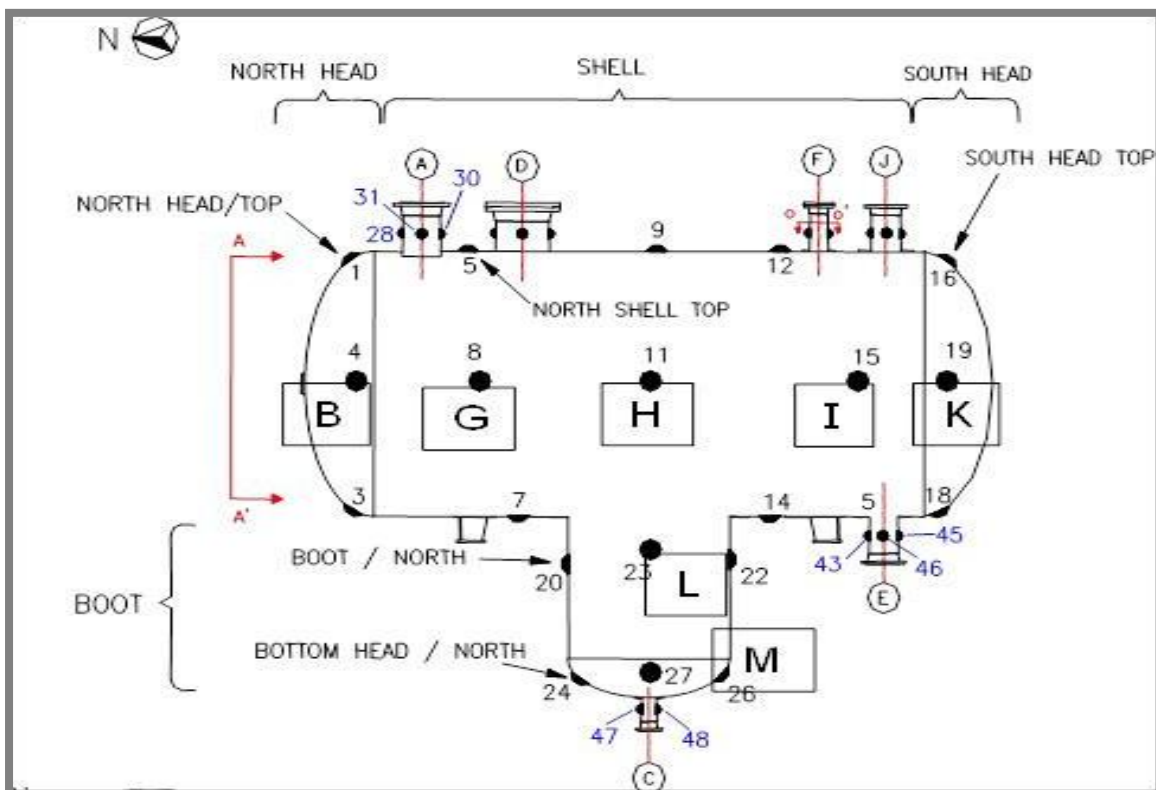 N
NORTH HEAD
SHELL
SOUTH HEAD
A
D
F
J
SOUTH HEAD TOP
NORTH HEAD/TOP
31
30
28
9
12
A
1
5
16
NORTH SHELL TOP
4
8
11
15
19
B
G
H
I
K
3
7
14
5
18
A'
BOOT / NORTH
20
23
22
43
45
46
L
E
BOOT
BOTTOM HEAD / NORTH
M
24
27
26
47
48
C